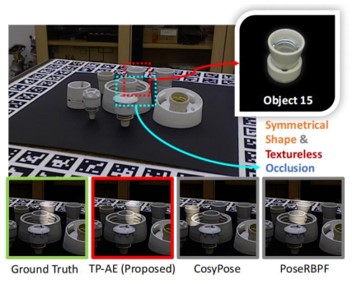 Object 15
Symmetrical
Shape &
Textureless
Occlusion
Ground Truth
TP-AE (Proposed)
CosyPose
PoseRBPF